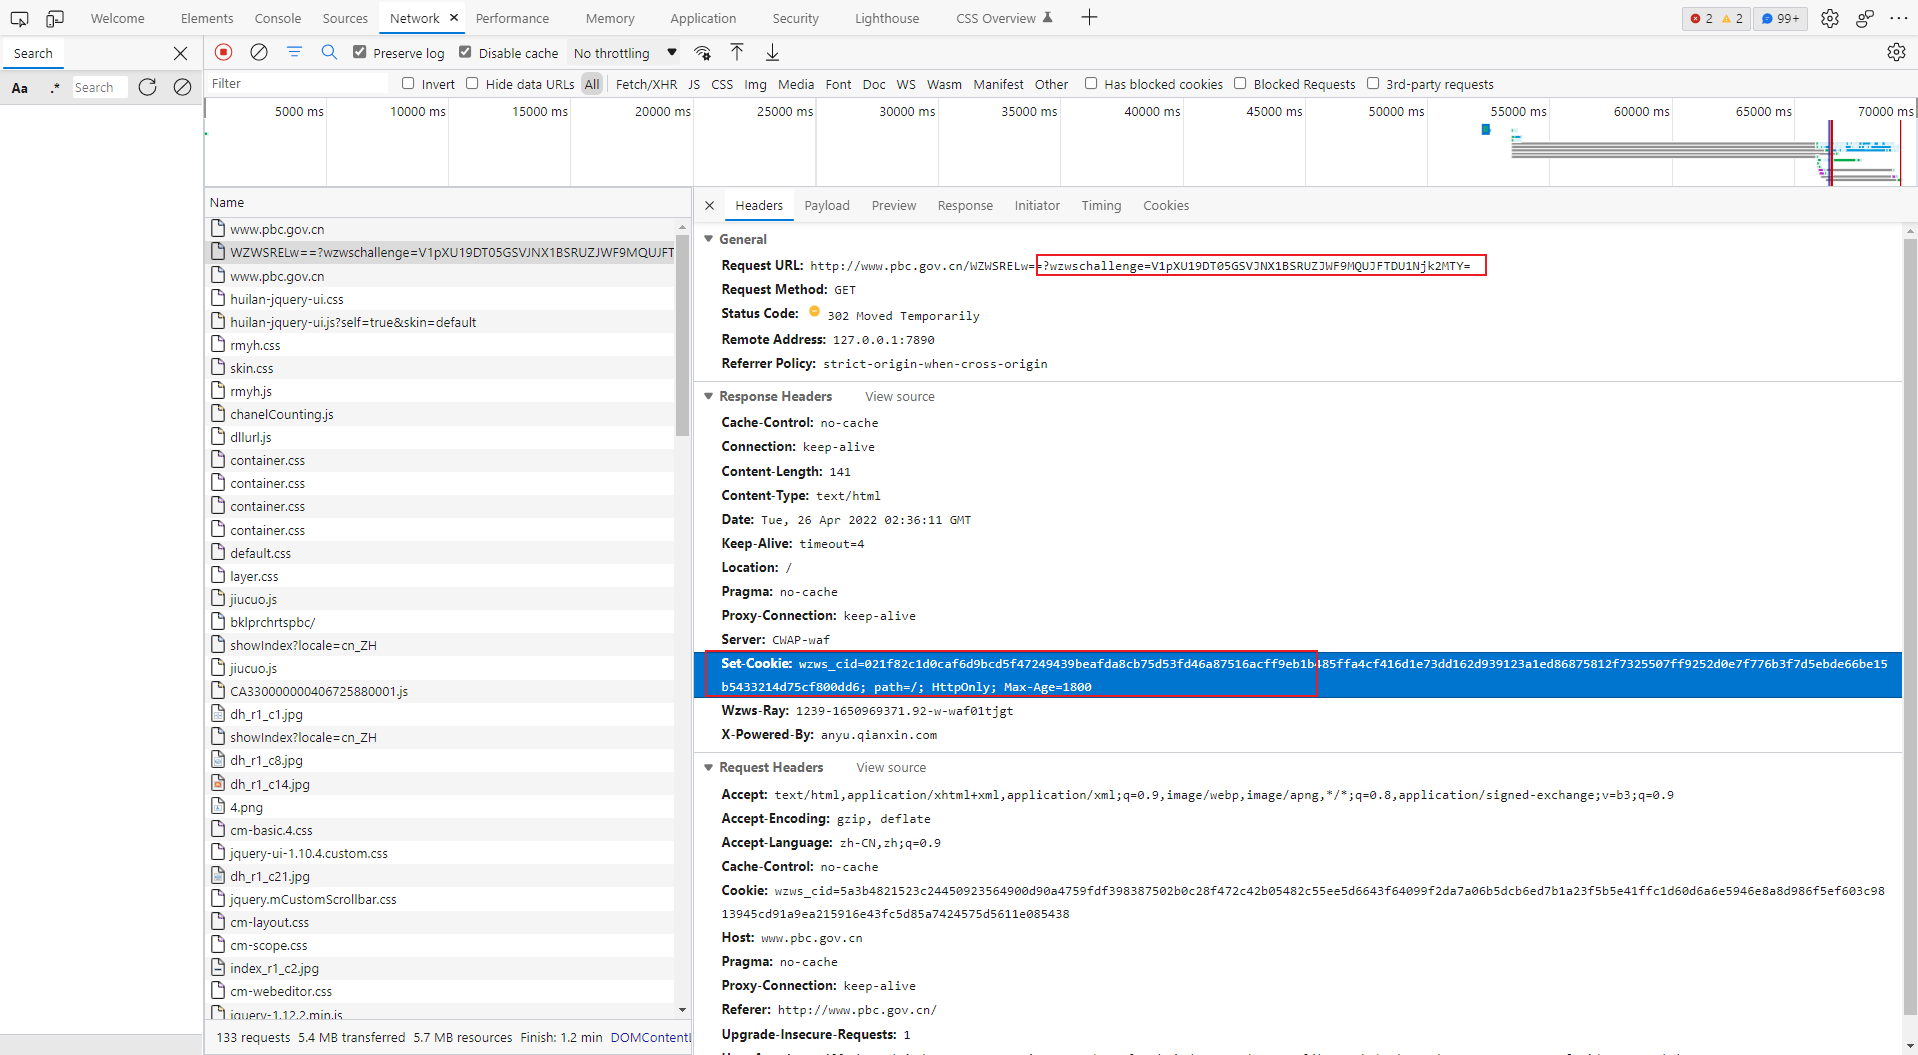 Welcome Elements Console Sources Network Performance Memory Application Security Lighthouse CSS Overview 2 2 99+
Search
Preserve log Disable cache No throttling
Aa .* Search
Filter Invert Hide data URLs All Fetch/XHR JS CSS Img Media Font Doc WS Wasm Manifest Other Has blocked cookies Blocked Requests 3rd-party requests
5000 ms 10000 ms 15000 ms 20000 ms 25000 ms 30000 ms 35000 ms 40000 ms 45000 ms 50000 ms 55000 ms 60000 ms 65000 ms 70000 ms
Name
www.pbc.gov.cn
WZWSRELw==?wzwschallenge=V1pXU19DT05GSVJNX1BSRUZJWF9MQUJFT
www.pbc.gov.cn
huilan-jquery-ui.css
huilan-jquery-ui.js?self=true&skin=default
rmyh.css
skin.css
rmyh.js
chanelCounting.js
dllurl.js
container.css
container.css
container.css
container.css
default.css
layer.css
jiucuo.js
bklprchrtspbc/
showIndex?locale=cn_ZH
jiucuo.js
CA330000000406725880001.js
dh_r1_c1.jpg
showIndex?locale=cn_ZH
dh_r1_c8.jpg
dh_r1_c14.jpg
4.png
cm-basic.4.css
jquery-ui-1.10.4.custom.css
dh_r1_c21.jpg
jquery.mCustomScrollbar.css
cm-layout.css
cm-scope.css
index_r1_c2.jpg
cm-webeditor.css
jquery-1.12.2.min.js
133 requests 5.4 MB transferred 5.7 MB resources Finish: 1.2 min DOMContentL
Headers Payload Preview Response Initiator Timing Cookies
General
Request URL: http://www.pbc.gov.cn/WZWSRELw==?wzwschallenge=V1pXU19DT05GSVJNX1BSRUZJWF9MQUJFTDU1Njk2MTY=
Request Method: GET
Status Code: 302 Moved Temporarily
Remote Address: 127.0.0.1:7890
Referrer Policy: strict-origin-when-cross-origin
Response Headers View source
Cache-Control: no-cache
Connection: keep-alive
Content-Length: 141
Content-Type: text/html
Date: Tue, 26 Apr 2022 02:36:11 GMT
Keep-Alive: timeout=4
Location: /
Pragma: no-cache
Proxy-Connection: keep-alive
Server: CWAP-waf
Set-Cookie: wzws_cid=021f82c1d0caf6d9bcd5f47249439beafda8cb75d53fd46a87516acff9eb1b485ffa4cf416d1e73dd162d939123a1ed86875812f7325507ff9252d0e7f776b3f7d5ebde66be15
b5433214d75cf800dd6; path=/; HttpOnly; Max-Age=1800
Wzws-Ray: 1239-1650969371.92-w-waf01tjgt
X-Powered-By: anyu.qianxin.com
Request Headers View source
Accept: text/html,application/xhtml+xml,application/xml;q=0.9,image/webp,image/apng,*/*;q=0.8,application/signed-exchange;v=b3;q=0.9
Accept-Encoding: gzip, deflate
Accept-Language: zh-CN,zh;q=0.9
Cache-Control: no-cache
Cookie: wzws_cid=5a3b4821523c24450923564900d90a4759fdf398387502b0c28f472c42b05482c55ee5d6643f64099f2da7a06b5dcb6ed7b1a23f5b5e41ffc1d60d6a6e5946e8a8d986f5ef603c98
13945cd91a9ea215916e43fc5d85a7424575d5611e085438
Host: www.pbc.gov.cn
Pragma: no-cache
Proxy-Connection: keep-alive
Referer: http://www.pbc.gov.cn/
Upgrade-Insecure-Requests: 1